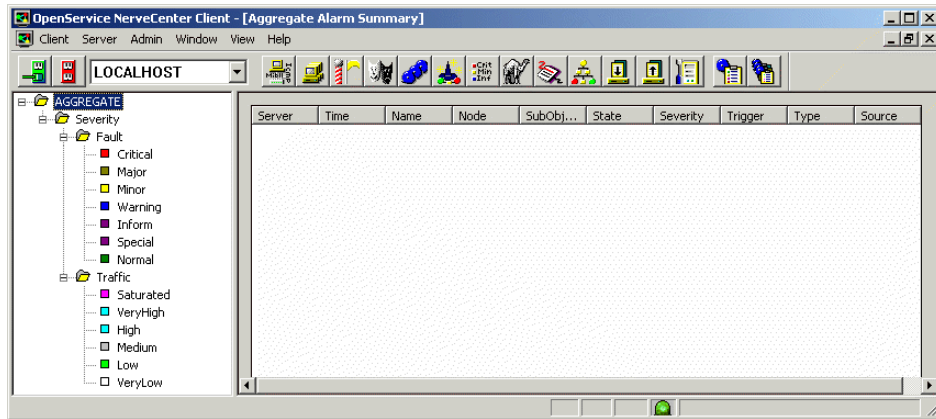 OpenService NerveCenter Client - [Aggregate Alarm Summary]
Client Server Admin Window View Help
LOCALHOST
AGGREGATE
Severity
Fault
Critical
Major
Minor
Warning
Inform
Special
Normal
Traffic
Saturated
VeryHigh
High
Medium
Low
VeryLow
Server Time Name Node SubObj... State Severity Trigger Type Source